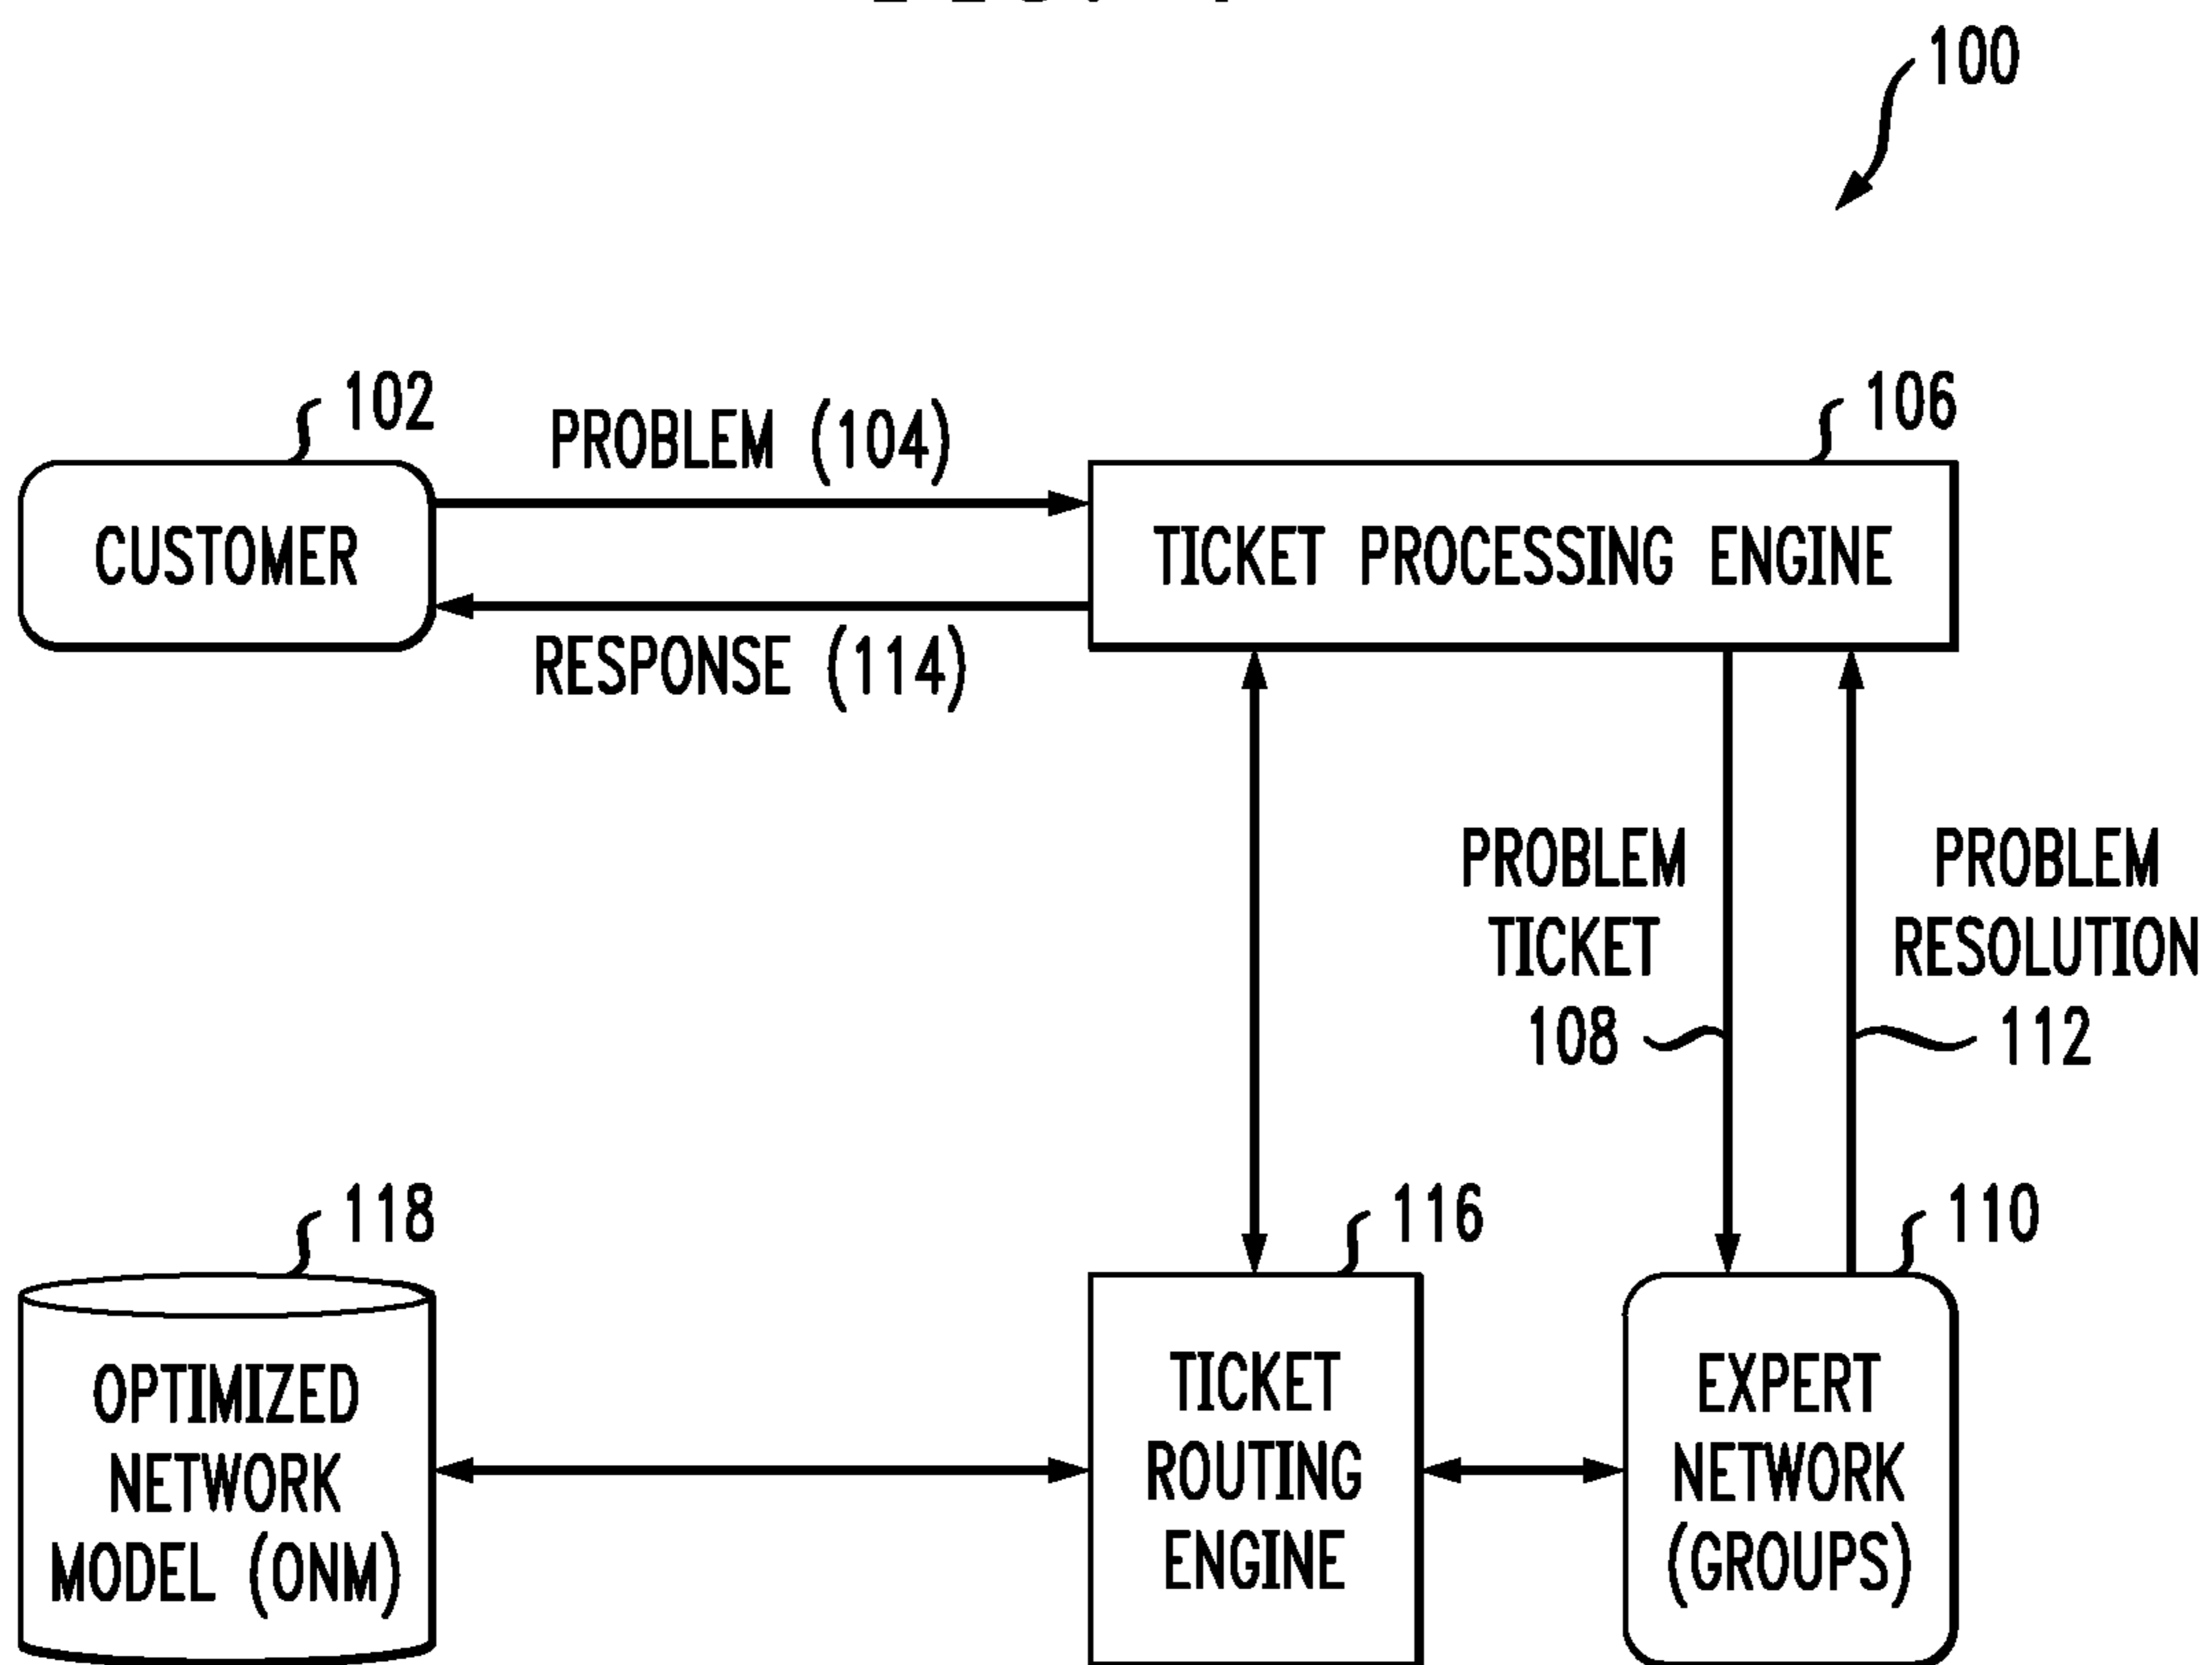 100
102
PROBLEM (104)
106
CUSTOMER
TICKET PROCESSING ENGINE
RESPONSE (114)
PROBLEM
TICKET
108
PROBLEM
RESOLUTION
112
118
116
110
OPTIMIZED
NETWORK
MODEL (ONM)
TICKET
ROUTING
ENGINE
EXPERT
NETWORK
(GROUPS)